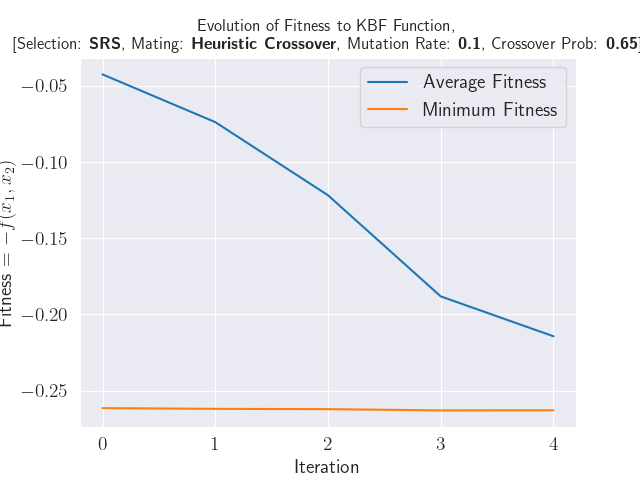 Evolution of Fitness to KBF Function,
[Selection: SRS, Mating: Heuristic Crossover, Mutation Rate: 0.1, Crossover Prob: 0.65]
Average Fitness
Minimum Fitness
Fitness = −f(x₁, x₂)
−0.05
−0.10
−0.15
−0.20
−0.25
0 1 2 3 4
Iteration